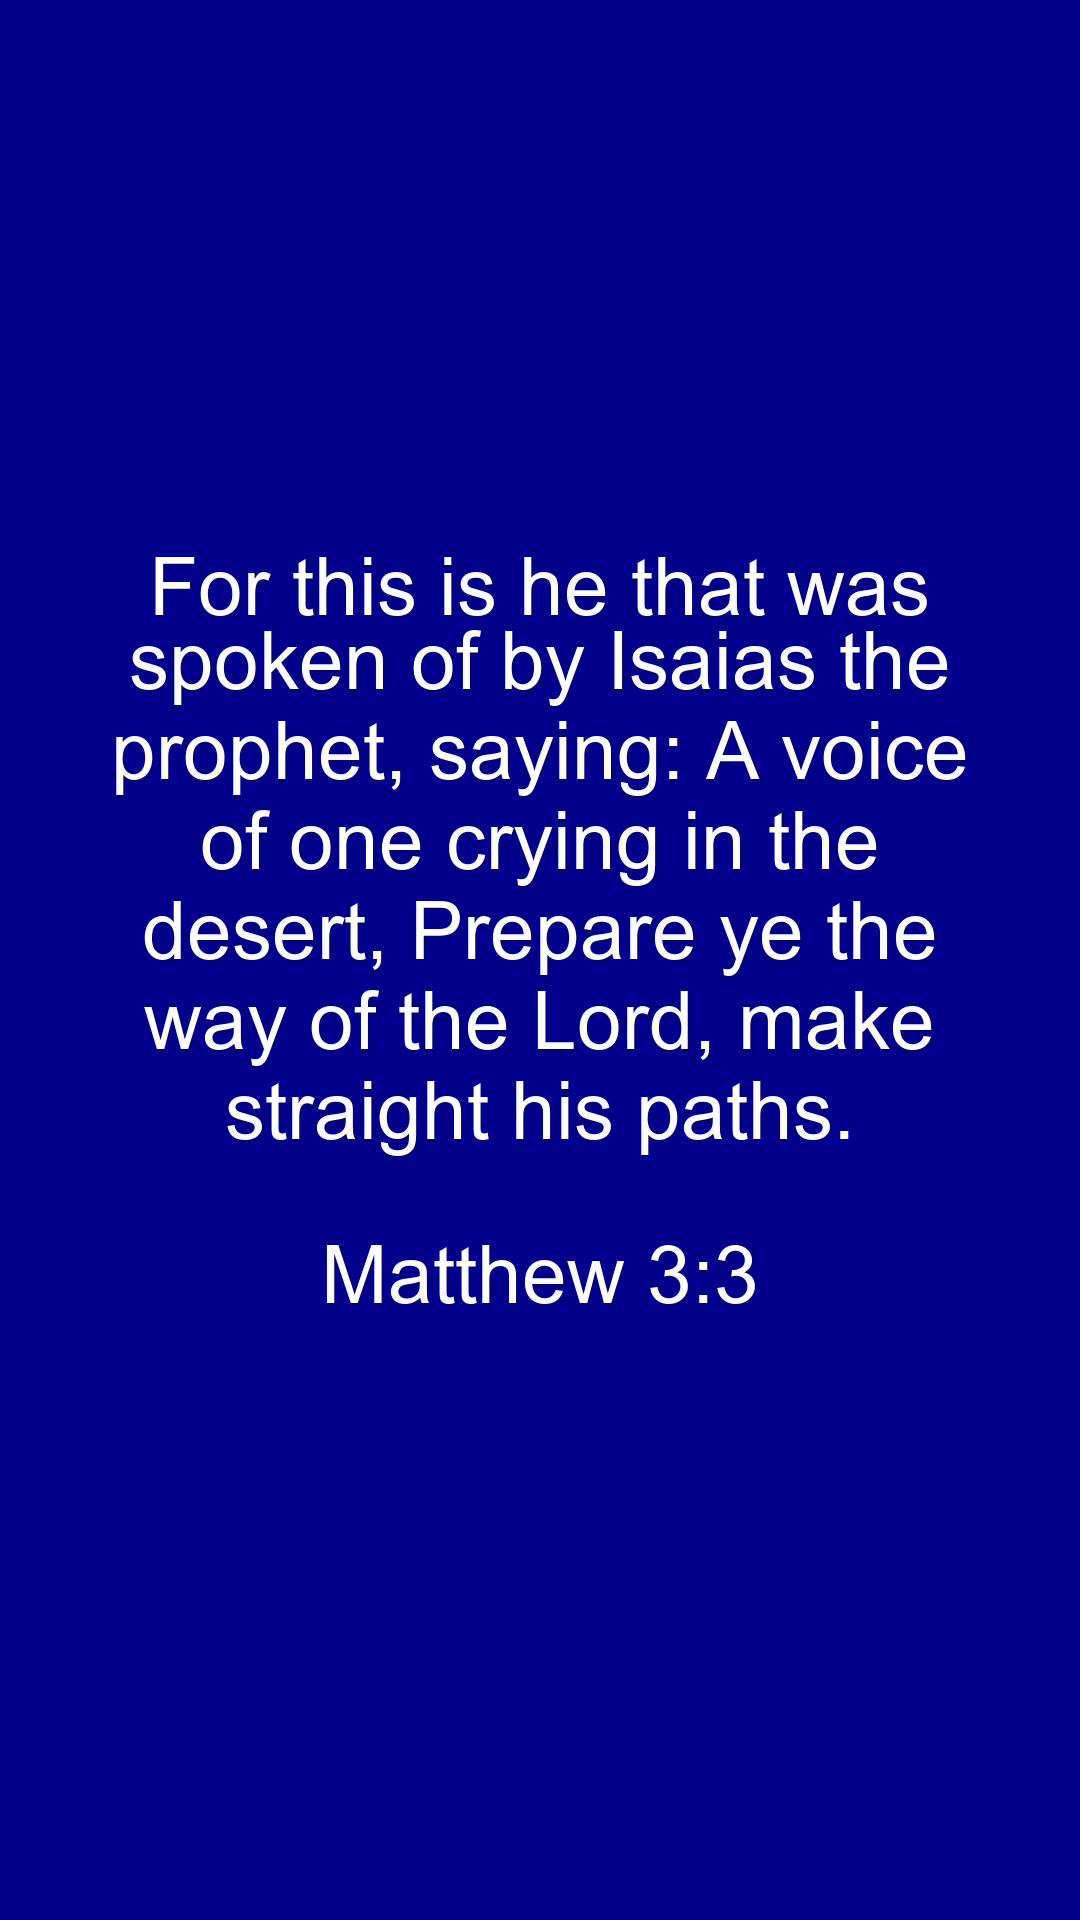 For this is he that was
spoken of by Isaias the
prophet, saying: A voice
of one crying in the
desert, Prepare ye the
way of the Lord, make
straight his paths.
Matthew 3:3